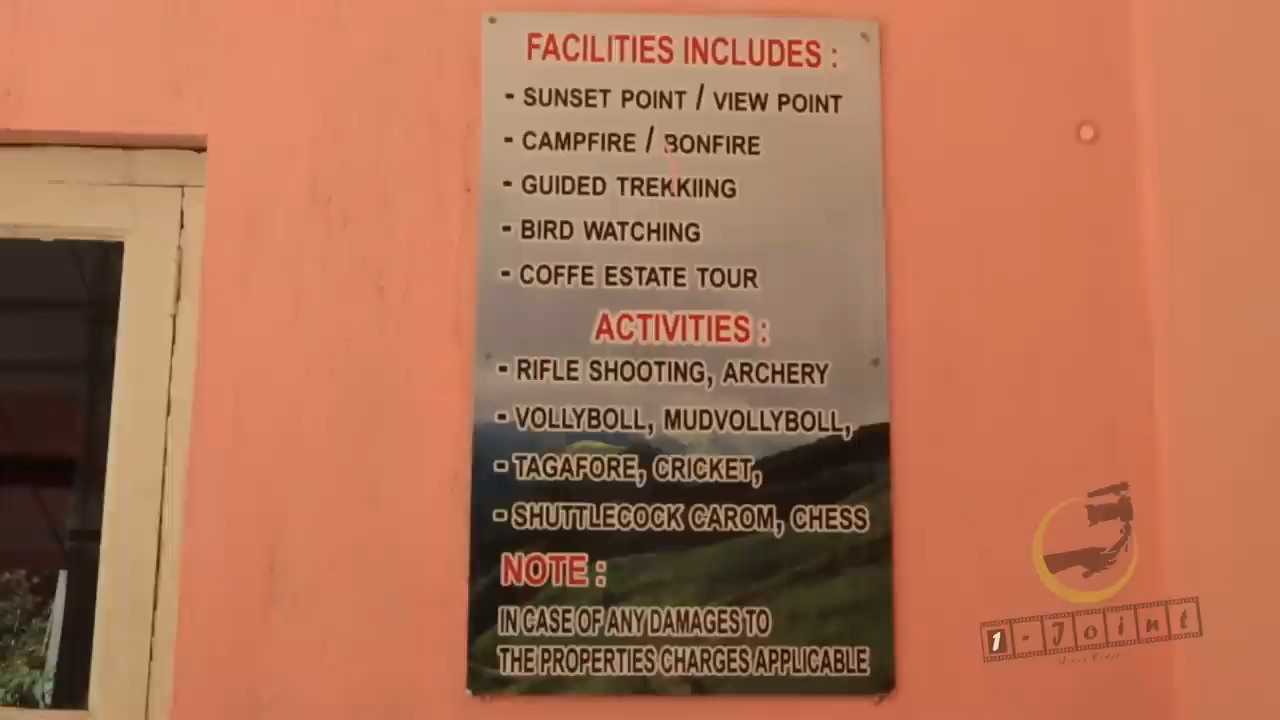 FACILITIES INCLUDES :
- SUNSET POINT / VIEW POINT
- CAMPFIRE / BONFIRE
- GUIDED TREKKIING
- BIRD WATCHING
- COFFE ESTATE TOUR
ACTIVITIES :
- RIFLE SHOOTING, ARCHERY
- VOLLYBOLL, MUDVOLLYBOLL,
- TAGAFORE, CRICKET,
- SHUTTLECOCK CAROM, CHESS
NOTE :
IN CASE OF ANY DAMAGES TO
THE PROPERTIES CHARGES APPLICABLE
1-Joint